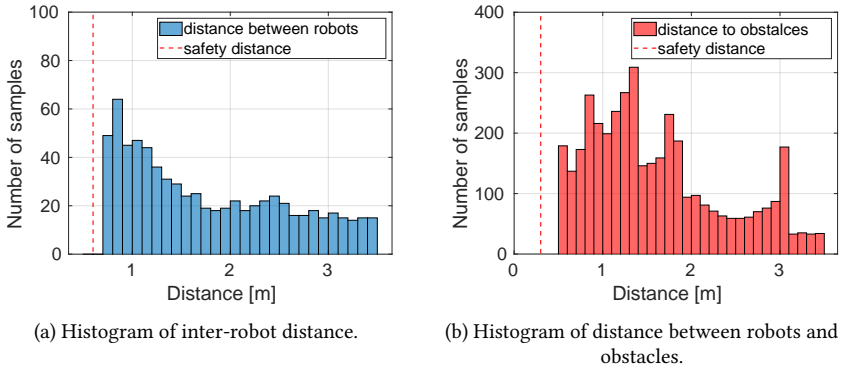 100
80
60
40
20
0
Number of samples
distance between robots
safety distance
1
2
3
Distance [m]
(a) Histogram of inter-robot distance.
400
300
200
100
0
Number of samples
distance to obstalces
safety distance
0
1
2
3
Distance [m]
(b) Histogram of distance between robots and
obstacles.